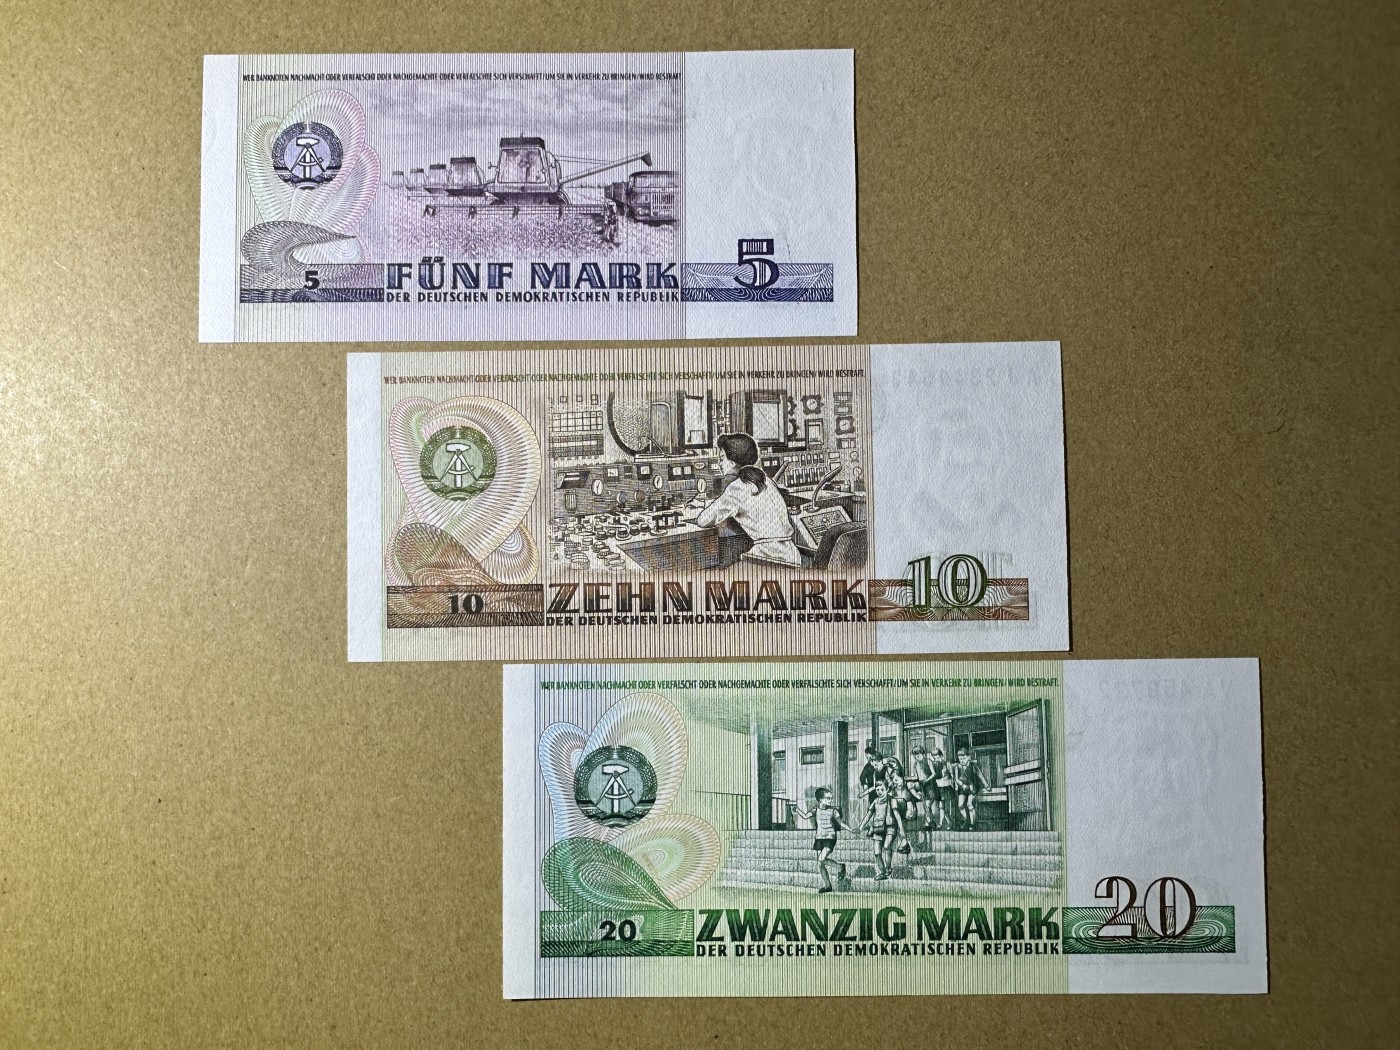 WER BANKNOTEN NACHMACHT ODER VERFÄLSCHT ODER NACHGEMACHTE ODER VERFÄLSCHTE SICH VERSCHAFFT/UM SIE IN VERKEHR ZU BRINGEN/WIRD BESTRAFT
5
FÜNF MARK
5
DER DEUTSCHEN DEMOKRATISCHEN REPUBLIK
WER BANKNOTEN NACHMACHT ODER VERFÄLSCHT ODER NACHGEMACHTE ODER VERFÄLSCHTE SICH VERSCHAFFT/UM SIE IN VERKEHR ZU BRINGEN/WIRD BESTRAFT.
10
ZEHN MARK
10
DER DEUTSCHEN DEMOKRATISCHEN REPUBLIK
WER BANKNOTEN NACHMACHT ODER VERFÄLSCHT ODER NACHGEMACHTE ODER VERFÄLSCHTE SICH VERSCHAFFT/UM SIE IN VERKEHR ZU BRINGEN/WIRD BESTRAFT.
20
ZWANZIG MARK
20
DER DEUTSCHEN DEMOKRATISCHEN REPUBLIK